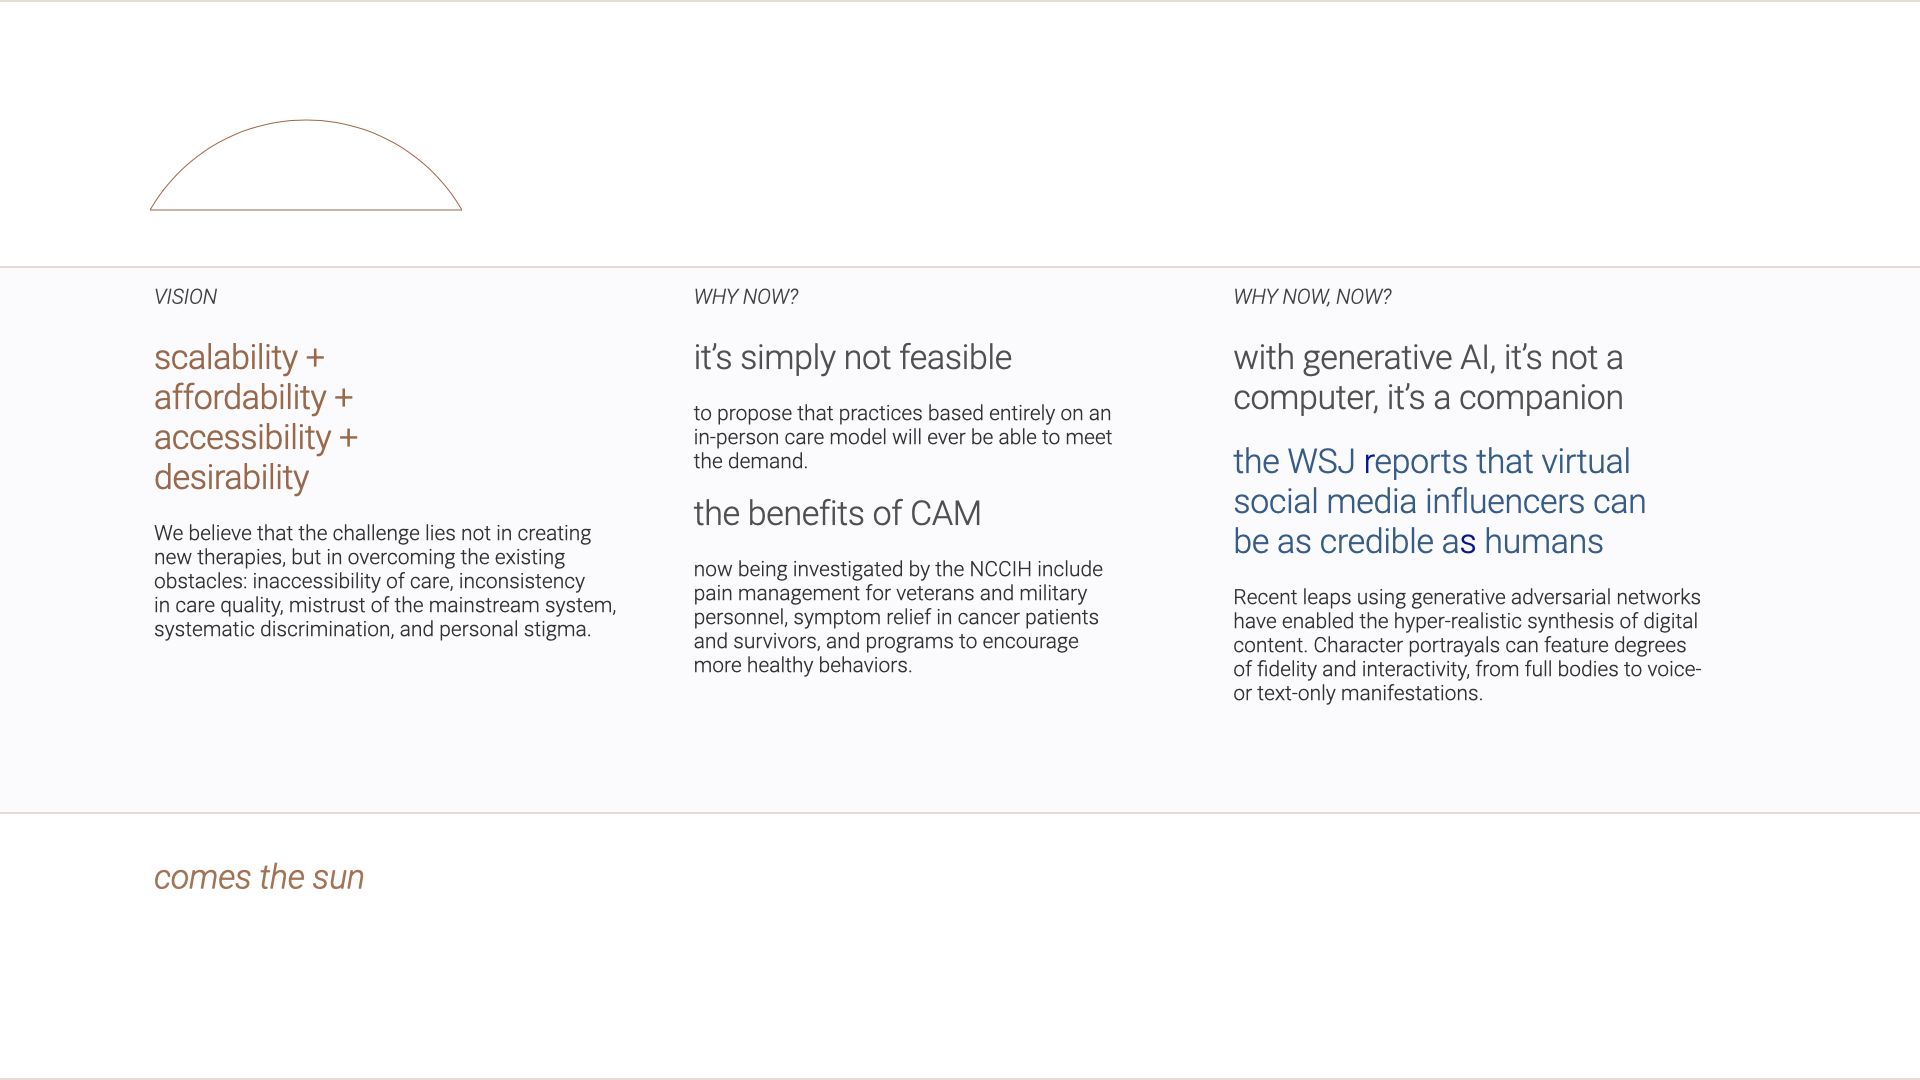 VISION
scalability +
affordability +
accessibility +
desirability
We believe that the challenge lies not in creating
new therapies, but in overcoming the existing
obstacles: inaccessibility of care, inconsistency
in care quality, mistrust of the mainstream system,
systematic discrimination, and personal stigma.
WHY NOW?
it’s simply not feasible
to propose that practices based entirely on an
in-person care model will ever be able to meet
the demand.
the benefits of CAM
now being investigated by the NCCIH include
pain management for veterans and military
personnel, symptom relief in cancer patients
and survivors, and programs to encourage
more healthy behaviors.
WHY NOW, NOW?
with generative AI, it’s not a
computer, it’s a companion
the WSJ reports that virtual
social media influencers can
be as credible as humans
Recent leaps using generative adversarial networks
have enabled the hyper-realistic synthesis of digital
content. Character portrayals can feature degrees
of fidelity and interactivity, from full bodies to voice-
or text-only manifestations.
comes the sun